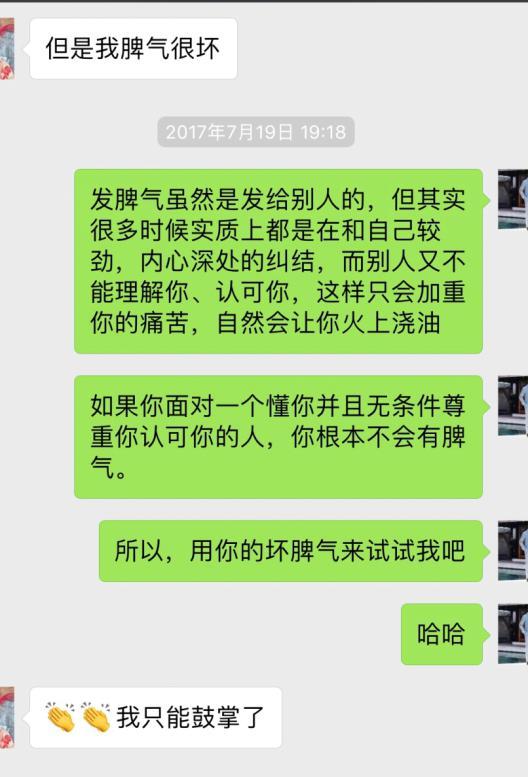 但是我脾气很坏
2017年7月19日 19:18
发脾气虽然是发给别人的，但其实
很多时候实质上都是在和自己较
劲，内心深处的纠结，而别人又不
能理解你、认可你，这样只会加重
你的痛苦，自然会让你火上浇油
如果你面对一个懂你并且无条件尊
重你认可你的人，你根本不会有脾
气。
所以，用你的坏脾气来试试我吧
哈哈
👏👏我只能鼓掌了